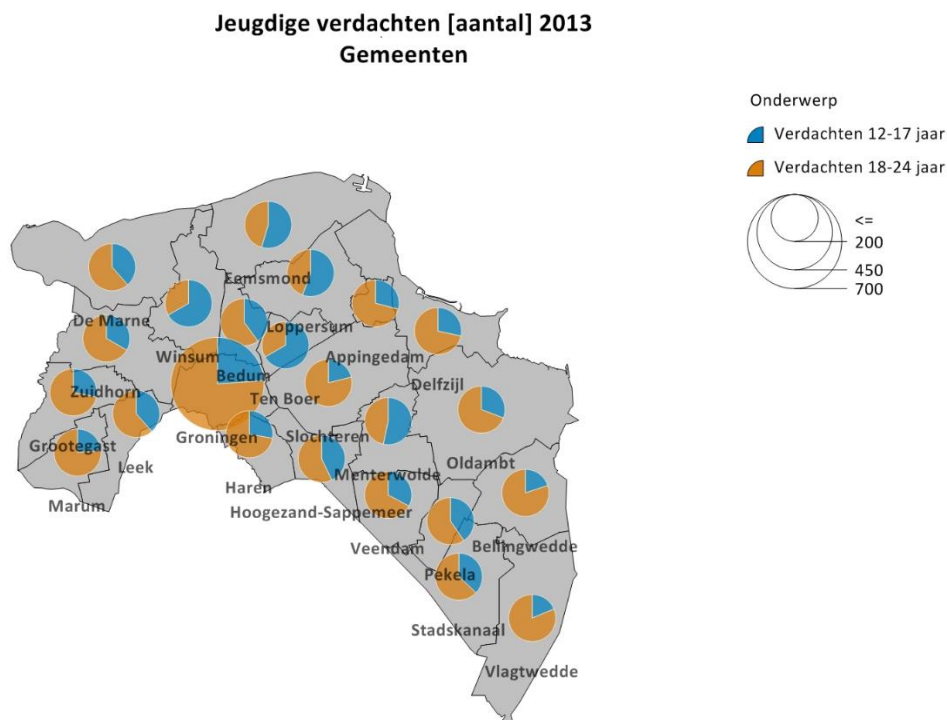 Jeugdige verdachten [aantal] 2013
Gemeenten
Onderwerp
Verdachten 12-17 jaar
Verdachten 18-24 jaar
<=
200
450
700
Eemsmond
De Marne
Loppersum
Winsum
Appingedam
Bedum
Delfzijl
Zuidhorn
Ten Boer
Groningen
Slochteren
Grootegast
Leek
Oldambt
Menterwolde
Haren
Marum
Hoogezand-Sappemeer
Veendam
Bellingwedde
Pekela
Stadskanaal
Vlagtwedde